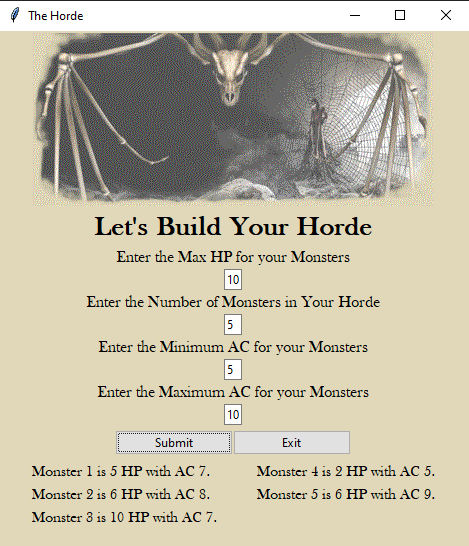 The Horde
Let's Build Your Horde
Enter the Max HP for your Monsters
10
Enter the Number of Monsters in Your Horde
5
Enter the Minimum AC for your Monsters
5
Enter the Maximum AC for your Monsters
10
Submit Exit
Monster 1 is 5 HP with AC 7. Monster 4 is 2 HP with AC 5.
Monster 2 is 6 HP with AC 8. Monster 5 is 6 HP with AC 9.
Monster 3 is 10 HP with AC 7.